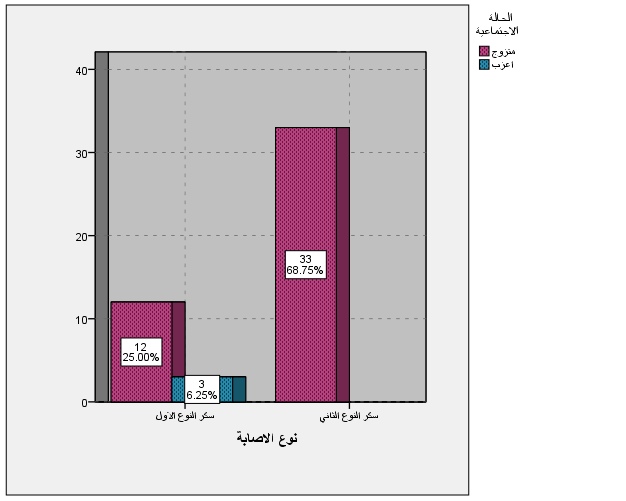 الحالة
الاجتماعية
متزوج
اعزب
40
30
20
10
0
12
25.00%
3
6.25%
33
68.75%
سكر النوع الأول
سكر النوع الثاني
نوع الاصابة